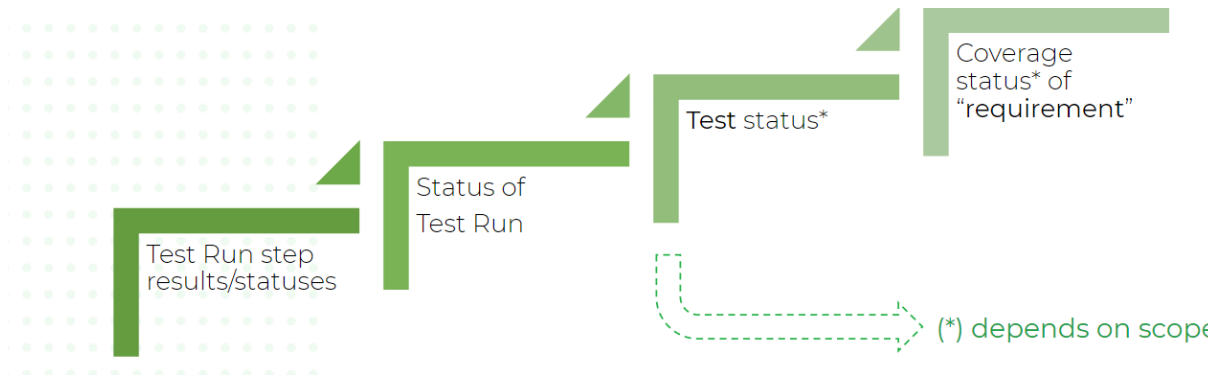 Coverage
status* of
“requirement”
Test status*
Status of
Test Run
Test Run step
results/statuses
(*) depends on scope